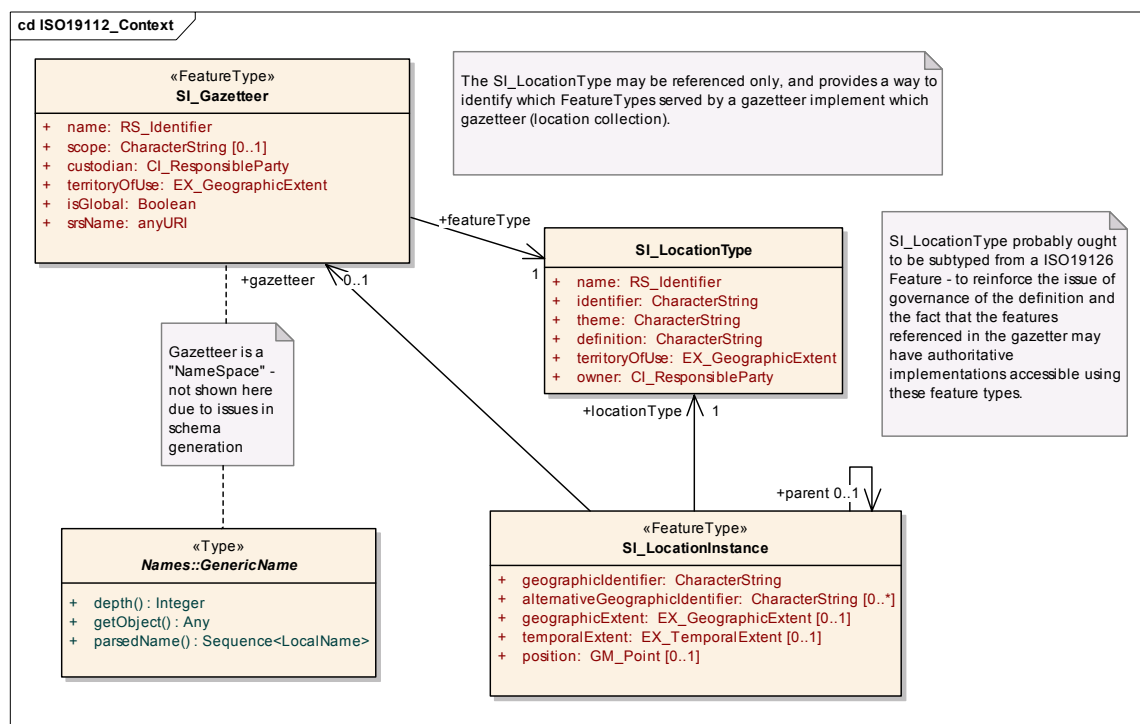 cd ISO19112_Context
«FeatureType»
SI_Gazetteer
+ name: RS_Identifier
+ scope: CharacterString [0..1]
+ custodian: CI_ResponsibleParty
+ territoryOfUse: EX_GeographicExtent
+ isGlobal: Boolean
+ srsName: anyURI
The SI_LocationType may be referenced only, and provides a way to
identify which FeatureTypes served by a gazetteer implement which
gazetteer (location collection).
+featureType
1
SI_LocationType
+ name: RS_Identifier
+ identifier: CharacterString
+ theme: CharacterString
+ definition: CharacterString
+ territoryOfUse: EX_GeographicExtent
+ owner: CI_ResponsibleParty
SI_LocationType probably ought
to be subtyped from a ISO19126
Feature - to reinforce the issue of
governance of the definition and
the fact that the features
referenced in the gazetter may
have authoritative
implementations accessible using
these feature types.
+gazetteer 0..1
Gazetteer is a
"NameSpace" -
not shown here
due to issues in
schema
generation
+locationType 1
+parent 0..1
«Type»
Names::GenericName
+ depth() : Integer
+ getObject() : Any
+ parsedName() : Sequence<LocalName>
«FeatureType»
SI_LocationInstance
+ geographicIdentifier: CharacterString
+ alternativeGeographicIdentifier: CharacterString [0..*]
+ geographicExtent: EX_GeographicExtent [0..1]
+ temporalExtent: EX_TemporalExtent [0..1]
+ position: GM_Point [0..1]